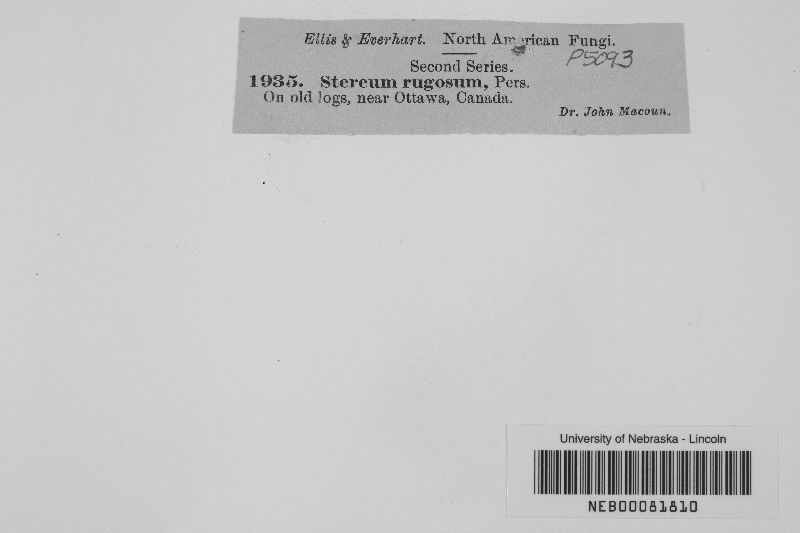 Ellis & Everhart. North American Fungi.
P5093
Second Series.
1935. Stereum rugosum, Pers.
On old logs, near Ottawa, Canada.
Dr. John Macoun.
University of Nebraska - Lincoln
NEB00081810